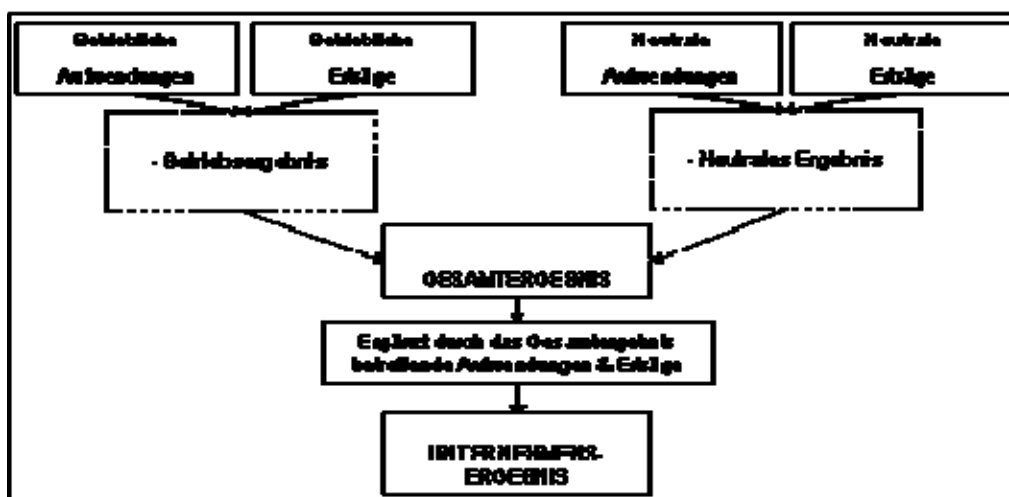 Betriebliche
Aufwendungen
Betriebliche
Erträge
Neutrale
Aufwendungen
Neutrale
Erträge
- Betriebsergebnis
- Neutrales Ergebnis
GESAMTERGEBNIS
Ergänzt durch das Gesamtergebnis
betreffende Aufwendungen & Erträge
UNTERNEHMENS-
ERGEBNIS